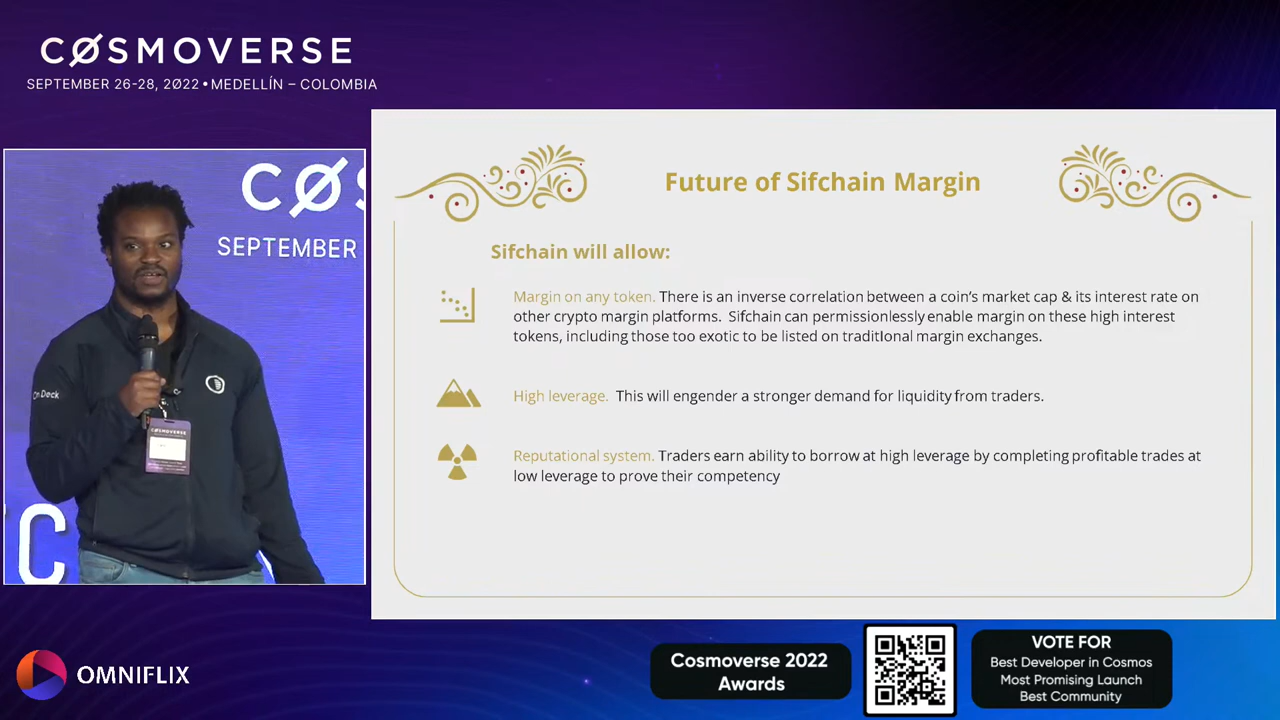 CØSMOVERSE
SEPTEMBER 26-28, 2Ø22 • MEDELLÍN – COLOMBIA
CØ
SEPTEMBER
On Deck
COSMOVERSE
Future of Sifchain Margin
Sifchain will allow:
Margin on any token. There is an inverse correlation between a coin's market cap & its interest rate on
other crypto margin platforms. Sifchain can permissionlessly enable margin on these high interest
tokens, including those too exotic to be listed on traditIonal margin exchanges.
High leverage. This will engender a stronger demand for liquidity from traders.
Reputational system. Traders earn ability to borrow at high leverage by completing profitable trades at
low leverage to prove their competency
OMNIFLIX
Cosmoverse 2022
Awards
VOTE FOR
Best Developer in Cosmos
Most Promising Launch
Best Community